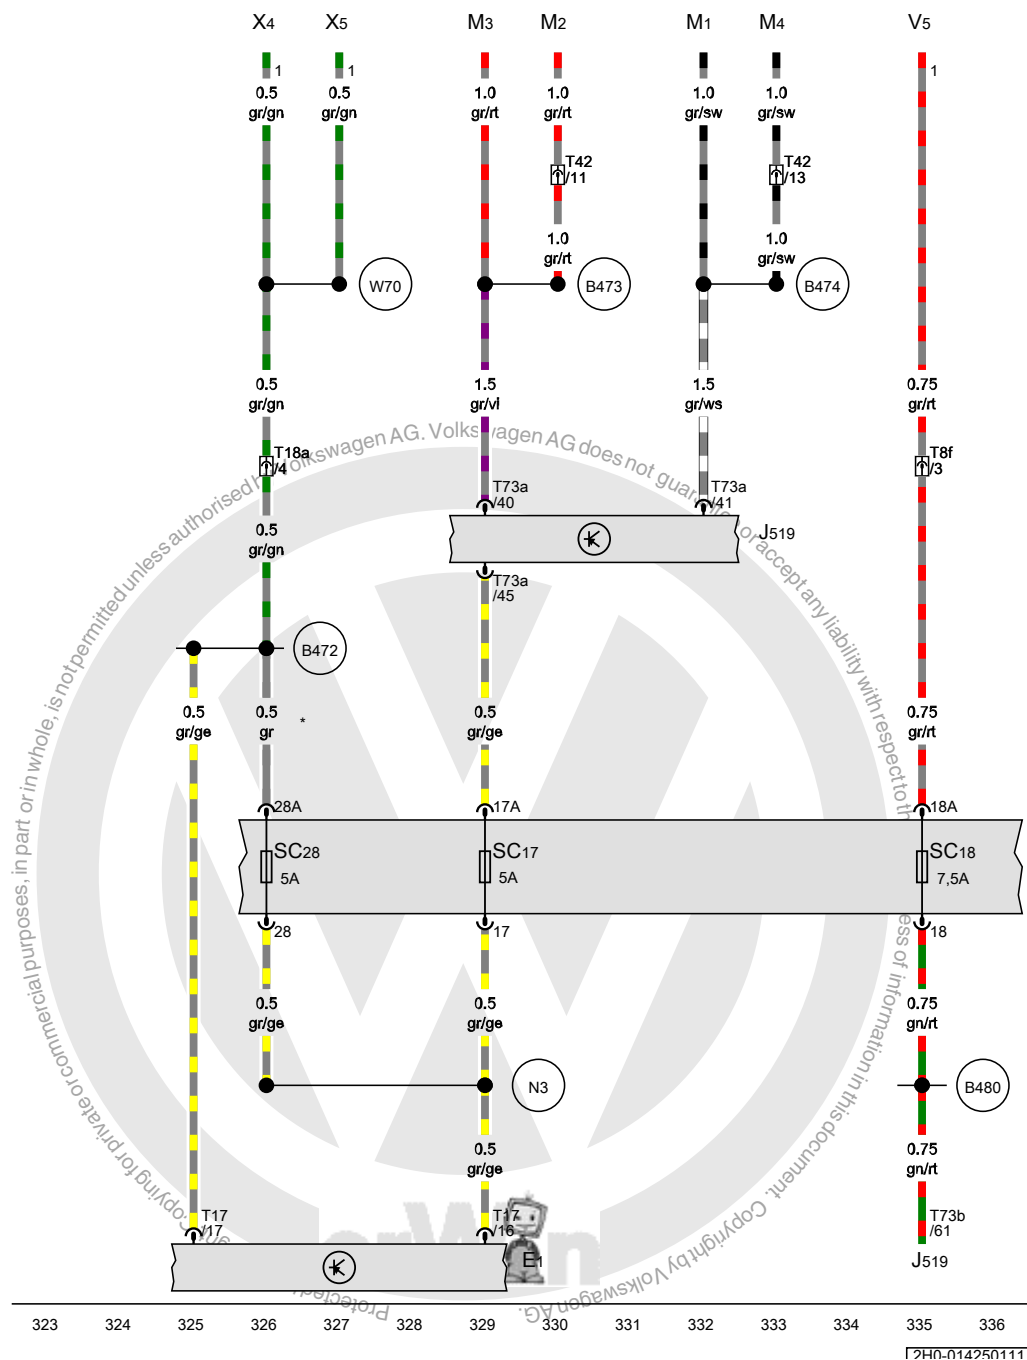 X4 X5 M3 M2 M1 M4 V5
1 1 1
0.5 0.5 1.0 1.0 1.0 1.0
gr/gn gr/gn gr/rt gr/rt gr/sw gr/sw
T42 T42
/11 /13
1.0 1.0
gr/rt gr/sw
W70 B473 B474
0.5 1.5 1.5 0.75
gr/gn gr/vi gr/ws gr/rt
T18a T8f
/4 /3
T73a T73a
/40 /41
0.5
gr/gn
J519
T73a
/45
B472
0.5 0.5 * 0.5 0.75
gr/ge gr gr/ge gr/rt
28A 17A 18A
SC28 SC17 SC18
5A 5A 7,5A
28 17 18
0.5 0.5 0.75
gr/ge gr/ge gn/rt
N3 B480
0.5 0.75
gr/ge gn/rt
T17 T17 T73b
/17 /16 /61
E1 J519
323 324 325 326 327 328 329 330 331 332 333 334 335 336
2H0-014250111